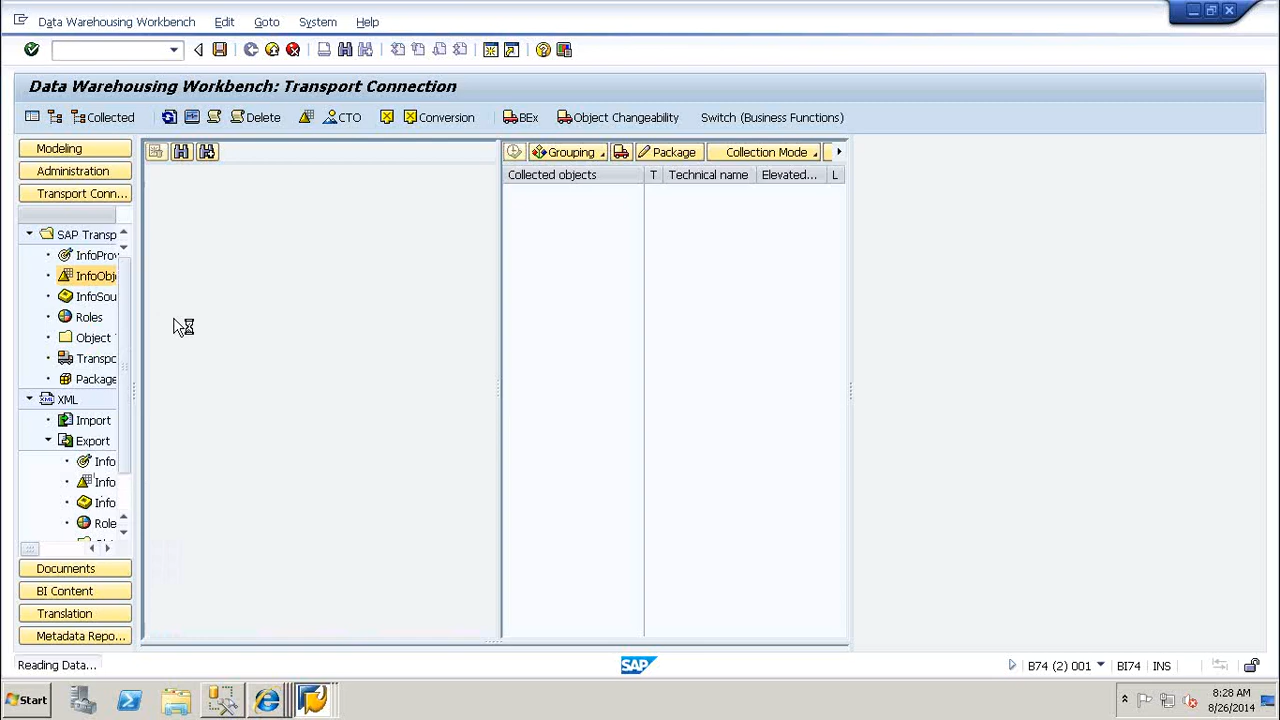 Data Warehousing Workbench Edit Goto System Help
Data Warehousing Workbench: Transport Connection
Collected Delete CTO Conversion BEx Object Changeability Switch (Business Functions)
Modeling
Administration
Transport Conn...
SAP Transp
InfoPro
InfoObj
InfoSou
Roles
Object
Transpo
Package
XML
Import
Export
Info
Info
Info
Role
Documents
BI Content
Translation
Metadata Repo...
Grouping Package Collection Mode
Collected objects T Technical name Elevated... L
Reading Data...
SAP
B74 (2) 001 BI74 INS
Start
8:28 AM
8/26/2014